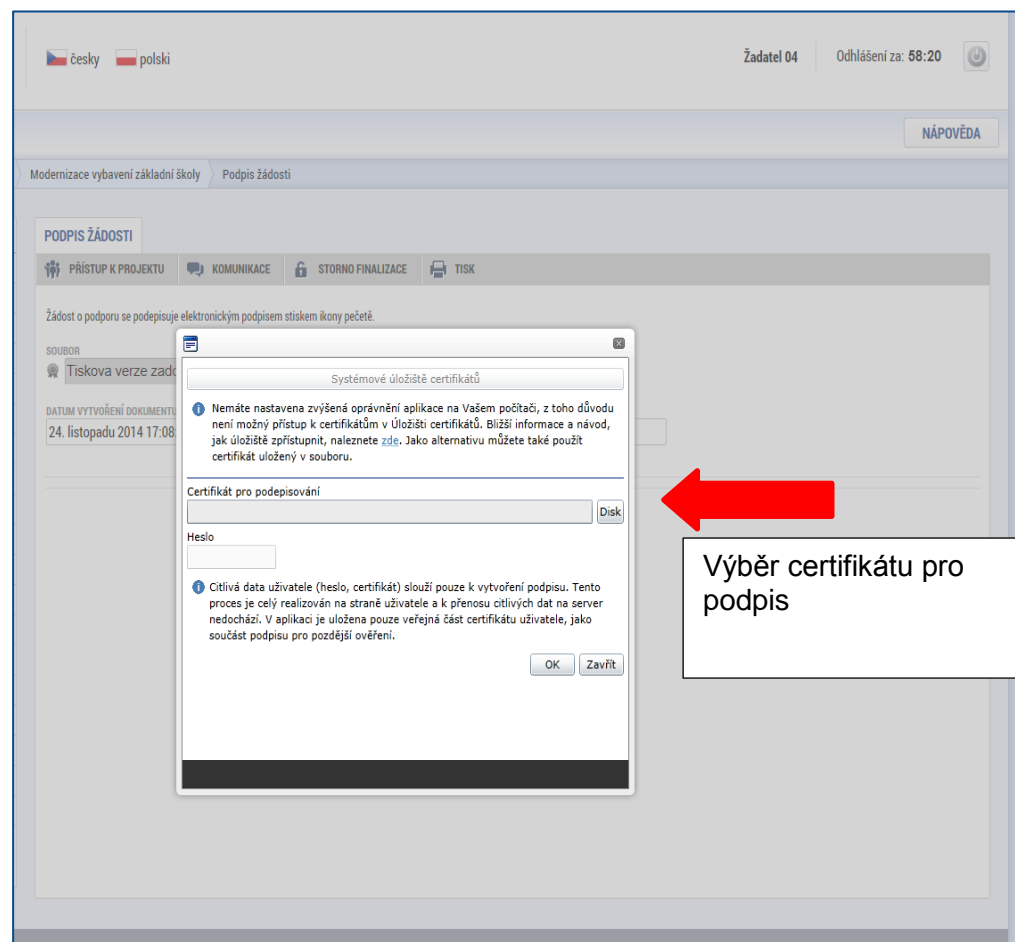 česky polski Žadatel 04 Odhlášení za: 58:20
NÁPOVĚDA
Modernizace vybavení základní školy Podpis žádosti
PODPIS ŽÁDOSTI
PŘÍSTUP K PROJEKTU KOMUNIKACE STORNO FINALIZACE TISK
Žádost o podporu se podepisuje elektronickým podpisem stiskem ikony pečetě.
SOUBOR
Tiskova verze zado
DATUM VYTVOŘENÍ DOKUMENTU
24. listopadu 2014 17:08:
Systémové úložiště certifikátů
Nemáte nastavena zvýšená oprávnění aplikace na Vašem počítači, z toho důvodu
není možný přístup k certifikátům v Úložišti certifikátů. Bližší informace a návod,
jak úložiště zpřístupnit, naleznete zde. Jako alternativu můžete také použít
certifikát uložený v souboru.
Certifikát pro podepisování
Disk
Heslo
Citlivá data uživatele (heslo, certifikát) slouží pouze k vytvoření podpisu. Tento
proces je celý realizován na straně uživatele a k přenosu citlivých dat na server
nedochází. V aplikaci je uložena pouze veřejná část certifikátu uživatele, jako
součást podpisu pro pozdější ověření.
OK Zavřít
Výběr certifikátu pro
podpis